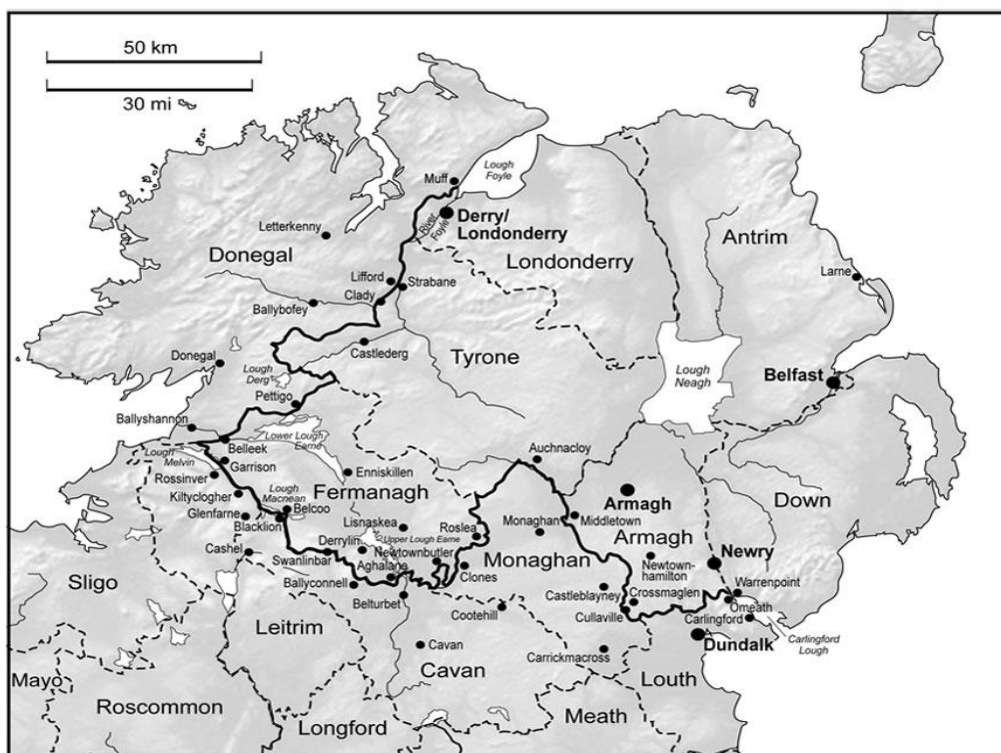 50 km
30 mi
Lough
Foyle
Muff
River
Foyle
Derry/
Londonderry
Letterkenny
Donegal
Londonderry
Antrim
Larne
Lifford
Strabane
Clady
Ballybofey
Castlederg
Tyrone
Donegal
Lough
Derg
Lough
Neagh
Belfast
Pettigo
Ballyshannon
Lower Lough
Earne
Belleek
Lough
Melvin
Garrison
Auchnacloy
Rossinver
Enniskillen
Kiltyclogher
Lough
Macnean
Fermanagh
Armagh
Down
Glenfarne
Belcoo
Blacklion
Lisnaskea
Roslea
Monaghan
Middletown
Armagh
Cashel
Derrylin
Upper Lough Earne
Swanlinbar
Newtownbutler
Monaghan
Newtown-
hamilton
Newry
Sligo
Aghalane
Clones
Ballyconnell
Castleblayney
Crossmaglen
Warrenpoint
Belturbet
Cootehill
Cullaville
Omeath
Carlingford
Leitrim
Carlingford
Lough
Dundalk
Cavan
Carrickmacross
Cavan
Louth
Mayo
Roscommon
Longford
Meath